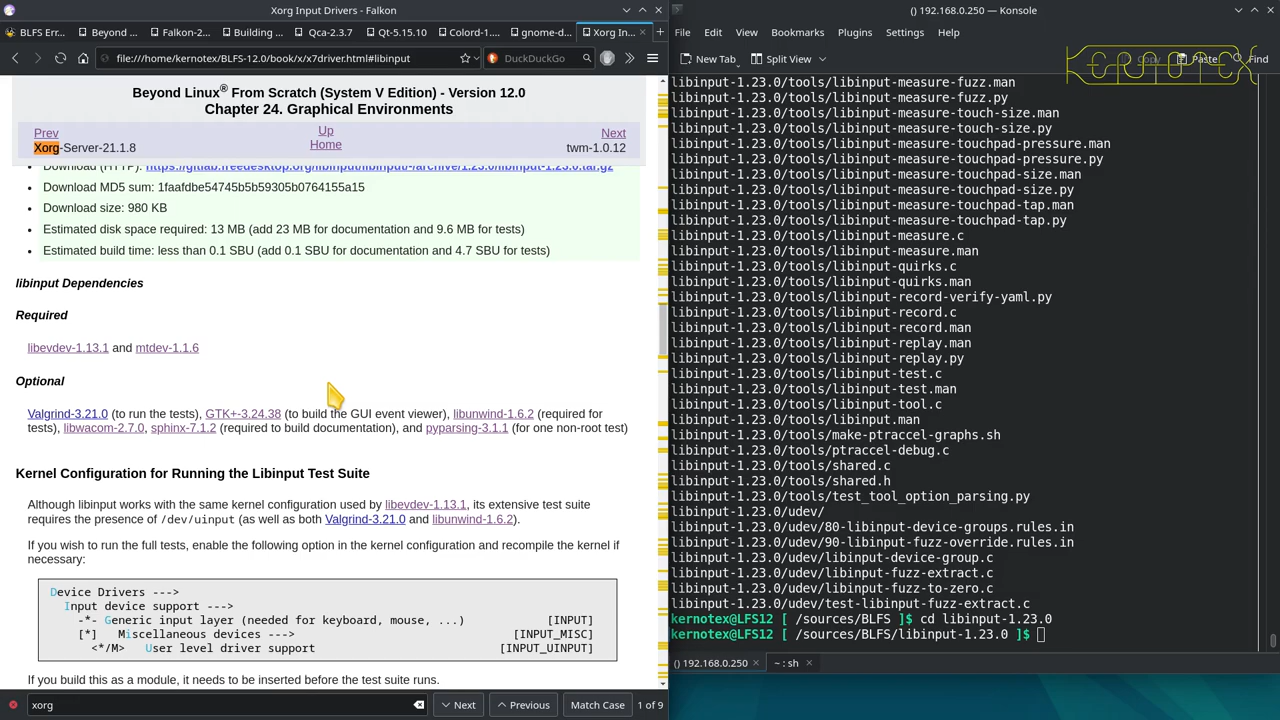 Xorg Input Drivers - Falkon
BLFS Err...
Beyond ...
Falkon-2...
Building ...
Qca-2.3.7
Qt-5.15.10
Colord-1....
gnome-d...
Xorg In...
file:///home/kernotex/BLFS-12.0/book/x/x7driver.html#libinput
DuckDuckGo
Beyond Linux® From Scratch (System V Edition) - Version 12.0
Chapter 24. Graphical Environments
Prev
Up
Next
Xorg-Server-21.1.8
Home
twm-1.0.12
Download (HTTP): https://gitlab.freedesktop.org/libinput/libinput/-/archive/1.23.0/libinput-1.23.0.tar.gz
Download MD5 sum: 1faafdbe54745b5b59305b0764155a15
Download size: 980 KB
Estimated disk space required: 13 MB (add 23 MB for documentation and 9.6 MB for tests)
Estimated build time: less than 0.1 SBU (add 0.1 SBU for documentation and 4.7 SBU for tests)
libinput Dependencies
Required
libevdev-1.13.1 and mtdev-1.1.6
Optional
Valgrind-3.21.0 (to run the tests), GTK+-3.24.38 (to build the GUI event viewer), libunwind-1.6.2 (required for
tests), libwacom-2.7.0, sphinx-7.1.2 (required to build documentation), and pyparsing-3.1.1 (for one non-root test)
Kernel Configuration for Running the Libinput Test Suite
Although libinput works with the same kernel configuration used by libevdev-1.13.1, its extensive test suite
requires the presence of /dev/uinput (as well as both Valgrind-3.21.0 and libunwind-1.6.2).
If you wish to run the full tests, enable the following option in the kernel configuration and recompile the kernel if
necessary:
Device Drivers --->
Input device support --->
-*- Generic input layer (needed for keyboard, mouse, ...) [INPUT]
[*] Miscellaneous devices ---> [INPUT_MISC]
<*/M> User level driver support [INPUT_UINPUT]
If you build this as a module, it needs to be inserted before the test suite runs.
xorg
Next
Previous
Match Case
1 of 9
() 192.168.0.250 — Konsole
File
Edit
View
Bookmarks
Plugins
Settings
Help
New Tab
Split View
Copy
Paste
Find
KERNOTEX
libinput-1.23.0/tools/libinput-measure-fuzz.man
libinput-1.23.0/tools/libinput-measure-fuzz.py
libinput-1.23.0/tools/libinput-measure-touch-size.man
libinput-1.23.0/tools/libinput-measure-touch-size.py
libinput-1.23.0/tools/libinput-measure-touchpad-pressure.man
libinput-1.23.0/tools/libinput-measure-touchpad-pressure.py
libinput-1.23.0/tools/libinput-measure-touchpad-size.man
libinput-1.23.0/tools/libinput-measure-touchpad-size.py
libinput-1.23.0/tools/libinput-measure-touchpad-tap.man
libinput-1.23.0/tools/libinput-measure-touchpad-tap.py
libinput-1.23.0/tools/libinput-measure.c
libinput-1.23.0/tools/libinput-measure.man
libinput-1.23.0/tools/libinput-quirks.c
libinput-1.23.0/tools/libinput-quirks.man
libinput-1.23.0/tools/libinput-record-verify-yaml.py
libinput-1.23.0/tools/libinput-record.c
libinput-1.23.0/tools/libinput-record.man
libinput-1.23.0/tools/libinput-replay.man
libinput-1.23.0/tools/libinput-replay.py
libinput-1.23.0/tools/libinput-test.c
libinput-1.23.0/tools/libinput-test.man
libinput-1.23.0/tools/libinput-tool.c
libinput-1.23.0/tools/libinput.man
libinput-1.23.0/tools/make-ptraccel-graphs.sh
libinput-1.23.0/tools/ptraccel-debug.c
libinput-1.23.0/tools/shared.c
libinput-1.23.0/tools/shared.h
libinput-1.23.0/tools/test_tool_option_parsing.py
libinput-1.23.0/udev/
libinput-1.23.0/udev/80-libinput-device-groups.rules.in
libinput-1.23.0/udev/90-libinput-fuzz-override.rules.in
libinput-1.23.0/udev/libinput-device-group.c
libinput-1.23.0/udev/libinput-fuzz-extract.c
libinput-1.23.0/udev/libinput-fuzz-to-zero.c
libinput-1.23.0/udev/test-libinput-fuzz-extract.c
kernotex@LFS12 [ /sources/BLFS ]$ cd libinput-1.23.0
kernotex@LFS12 [ /sources/BLFS/libinput-1.23.0 ]$
() 192.168.0.250
~ : sh